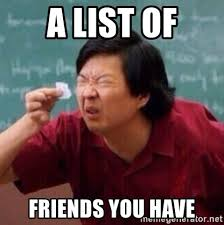 A LIST OF
FRIENDS YOU HAVE
memegenerator.net